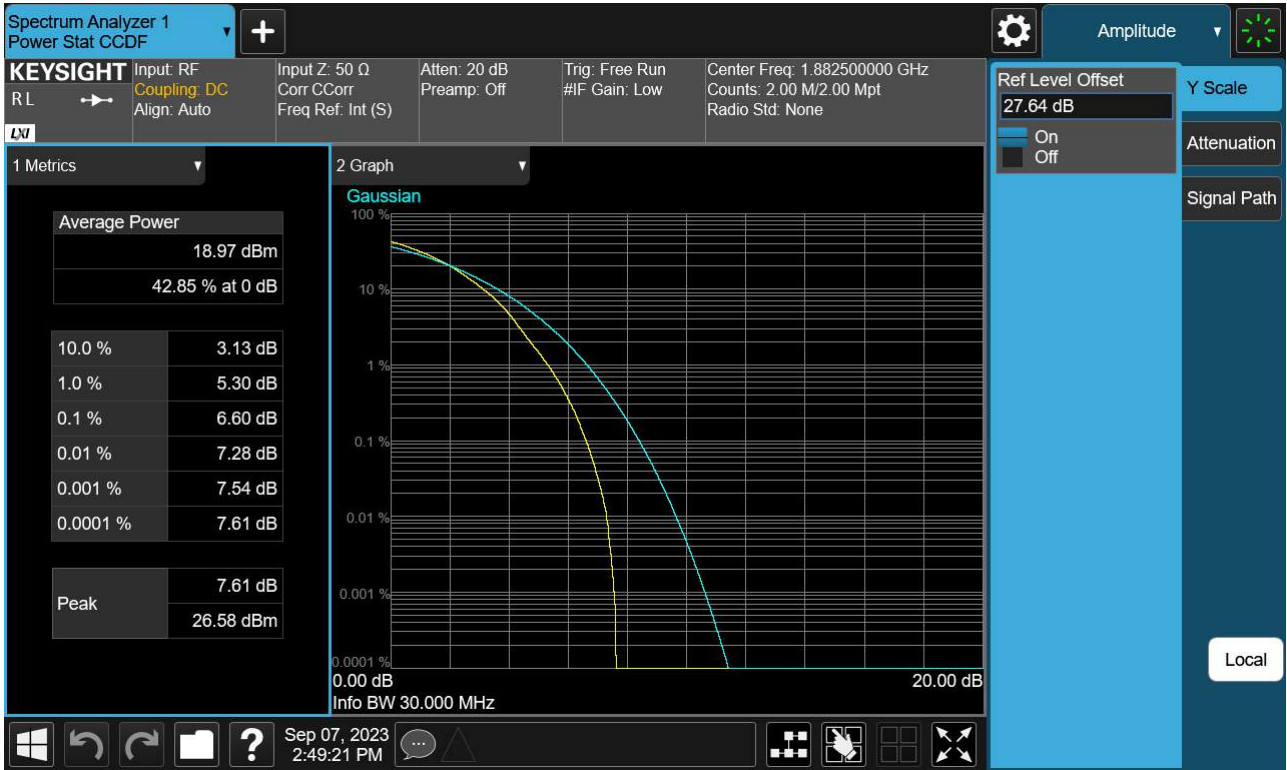 Spectrum Analyzer 1
Power Stat CCDF
+
Amplitude
KEYSIGHT
Input: RF
Input Z: 50 Ω
Atten: 20 dB
Trig: Free Run
Center Freq: 1.882500000 GHz
R L
Coupling: DC
Corr CCorr
Preamp: Off
#IF Gain: Low
Counts: 2.00 M/2.00 Mpt
Align: Auto
Freq Ref: Int (S)
Radio Std: None
LXI
Ref Level Offset
27.64 dB
On
Off
Y Scale
Attenuation
Signal Path
Local
1 Metrics
Average Power
18.97 dBm
42.85 % at 0 dB
10.0 % 3.13 dB
1.0 % 5.30 dB
0.1 % 6.60 dB
0.01 % 7.28 dB
0.001 % 7.54 dB
0.0001 % 7.61 dB
Peak
7.61 dB
26.58 dBm
2 Graph
Gaussian
100 %
10 %
1 %
0.1 %
0.01 %
0.001 %
0.0001 %
0.00 dB 20.00 dB
Info BW 30.000 MHz
?
Sep 07, 2023
2:49:21 PM